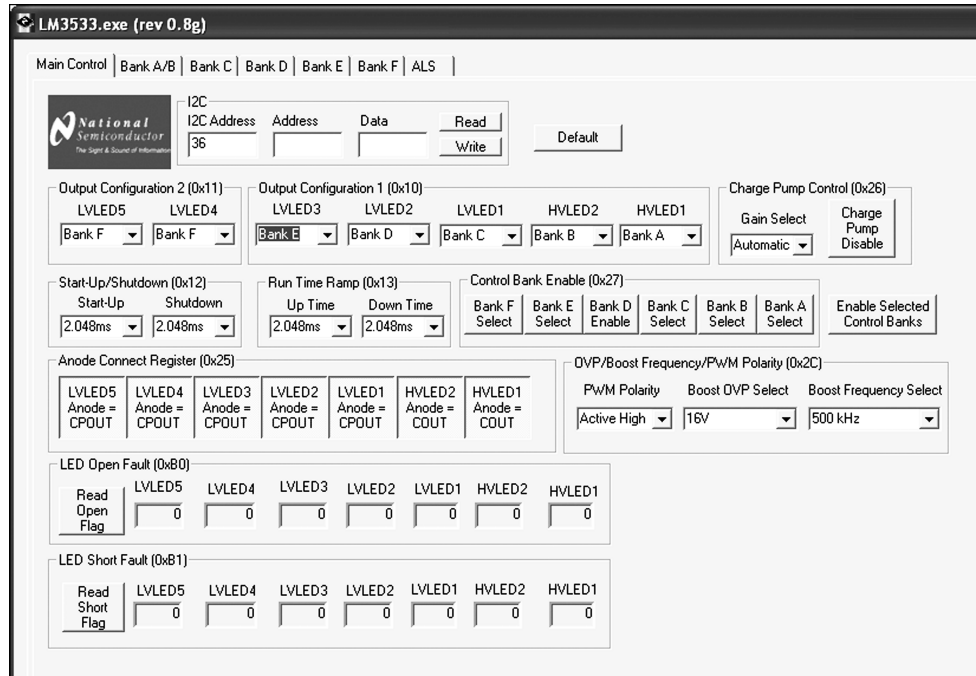 LM3533.exe (rev 0.8g)
Main Control Bank A/B Bank C Bank D Bank E Bank F ALS
National
Semiconductor
The Sight & Sound of Information
I2C
I2C Address Address Data
36
Read
Write
Default
Output Configuration 2 (0x11)
LVLED5 LVLED4
Bank F Bank F
Output Configuration 1 (0x10)
LVLED3 LVLED2 LVLED1 HVLED2 HVLED1
Bank E Bank D Bank C Bank B Bank A
Charge Pump Control (0x26)
Gain Select
Automatic
Charge
Pump
Disable
Start-Up/Shutdown (0x12)
Start-Up Shutdown
2.048ms 2.048ms
Run Time Ramp (0x13)
Up Time Down Time
2.048ms 2.048ms
Control Bank Enable (0x27)
Bank F Bank E Bank D Bank C Bank B Bank A
Select Select Enable Select Select Select
Enable Selected
Control Banks
Anode Connect Register (0x25)
LVLED5 LVLED4 LVLED3 LVLED2 LVLED1 HVLED2 HVLED1
Anode = Anode = Anode = Anode = Anode = Anode = Anode =
CPOUT CPOUT CPOUT CPOUT CPOUT COUT COUT
OVP/Boost Frequency/PWM Polarity (0x2C)
PWM Polarity Boost OVP Select Boost Frequency Select
Active High 16V 500 kHz
LED Open Fault (0xB0)
Read
Open
Flag
LVLED5 LVLED4 LVLED3 LVLED2 LVLED1 HVLED2 HVLED1
0 0 0 0 0 0 0
LED Short Fault (0xB1)
Read
Short
Flag
LVLED5 LVLED4 LVLED3 LVLED2 LVLED1 HVLED2 HVLED1
0 0 0 0 0 0 0